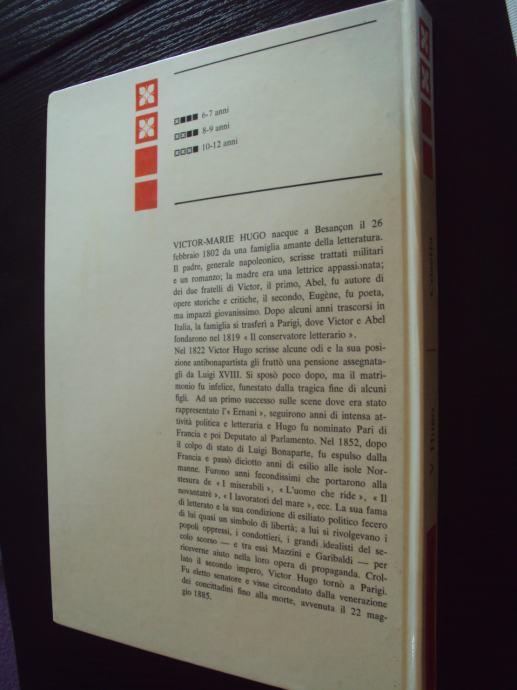 6-7 anni
8-9 anni
10-12 anni
VICTOR-MARIE HUGO nacque a Besançon il 26
febbraio 1802 da una famiglia amante della letteratura.
Il padre, generale napoleonico, scrisse trattati militari
e un romanzo; la madre era una lettrice appassionata;
dei due fratelli di Victor, il primo, Abel, fu autore di
opere storiche e critiche, il secondo, Eugène, fu poeta,
ma impazzì giovanissimo. Dopo alcuni anni trascorsi in
Italia, la famiglia si trasferì a Parigi, dove Victor e Abel
fondarono nel 1819 « Il conservatore letterario ».
Nel 1822 Victor Hugo scrisse alcune odi e la sua posi-
zione antibonapartista gli fruttò una pensione assegnata-
gli da Luigi XVIII. Si sposò poco dopo, ma il matri-
monio fu infelice, funestato dalla tragica fine di alcuni
figli. Ad un primo successo sulle scene dove era stato
rappresentato l'« Ernani », seguirono anni di intensa at-
tività politica e letteraria e Hugo fu nominato Pari di
Francia e poi Deputato al Parlamento. Nel 1852, dopo
il colpo di stato di Luigi Bonaparte, fu espulso dalla
Francia e passò diciotto anni di esilio alle isole Nor-
manne. Furono anni fecondissimi che portarono alla
stesura de « I miserabili », « L'uomo che ride », « Il
novantatrè », « I lavoratori del mare », ecc. La sua fama
di letterato e la sua condizione di esiliato politico fecero
di lui quasi un simbolo di libertà; a lui si rivolgevano i
popoli oppressi, i condottieri, i grandi idealisti del se-
colo scorso — e tra essi Mazzini e Garibaldi — per
riceverne aiuto nella loro opera di propaganda. Crol-
lato il secondo impero, Victor Hugo tornò a Parigi.
Fu eletto senatore e visse circondato dalla venerazione
dei concittadini fino alla morte, avvenuta il 22 mag-
gio 1885.
V. Hugo